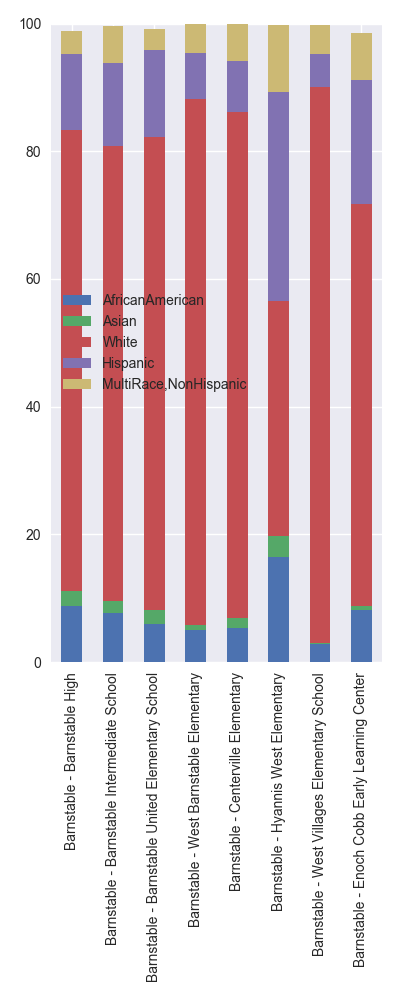 100
80
60
40
20
0
AfricanAmerican
Asian
White
Hispanic
MultiRace,NonHispanic
Barnstable - Barnstable High
Barnstable - Barnstable Intermediate School
Barnstable - Barnstable United Elementary School
Barnstable - West Barnstable Elementary
Barnstable - Centerville Elementary
Barnstable - Hyannis West Elementary
Barnstable - West Villages Elementary School
Barnstable - Enoch Cobb Early Learning Center